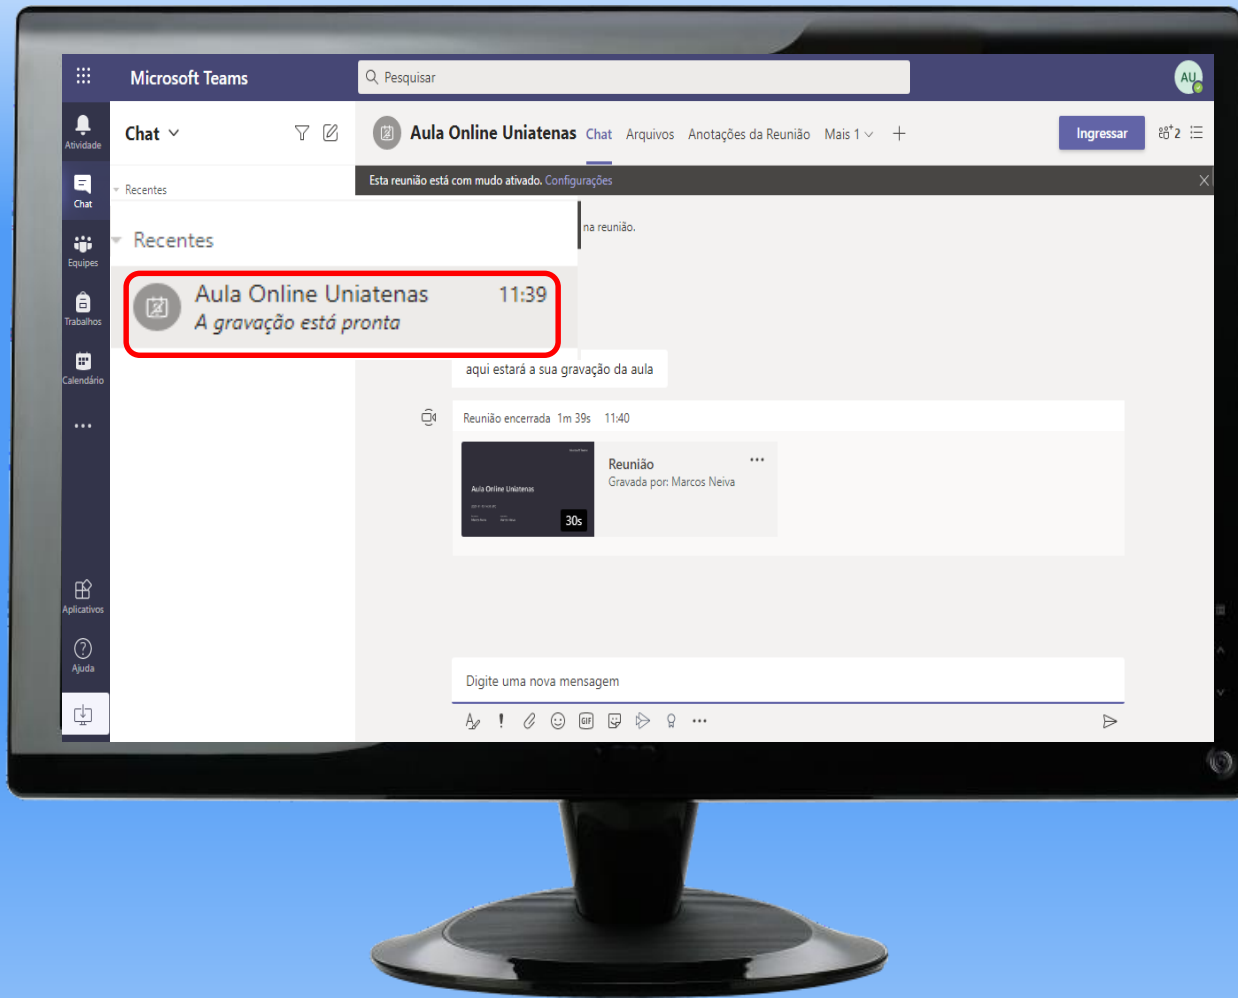 Microsoft Teams
Pesquisar
AU
Atividade
Chat
Equipes
Trabalhos
Calendário
Aplicativos
Ajuda
Chat
Recentes
Recentes
Aula Online Uniatenas 11:39
A gravação está pronta
Aula Online Uniatenas Chat Arquivos Anotações da Reunião Mais 1 +
Ingressar 2
Esta reunião está com mudo ativado. Configurações
na reunião.
aqui estará a sua gravação da aula
Reunião encerrada 1m 39s 11:40
Aula Online Uniatenas
30s
Reunião
Gravada por: Marcos Neiva
Digite uma nova mensagem
GIF